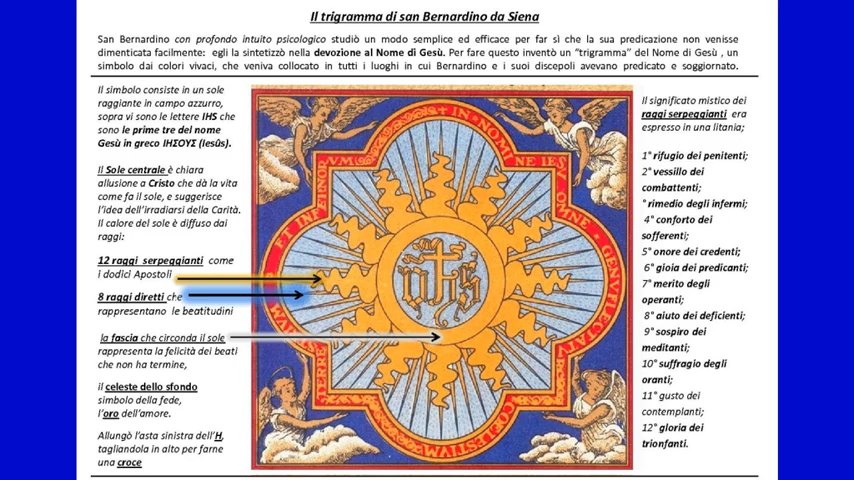 Il trigramma di san Bernardino da Siena
San Bernardino con profondo intuito psicologico studiò un modo semplice ed efficace per far sì che la sua predicazione non venisse
dimenticata facilmente: egli la sintetizzò nella devozione al Nome di Gesù. Per fare questo inventò un “trigramma” del Nome di Gesù , un
simbolo dai colori vivaci, che veniva collocato in tutti i luoghi in cui Bernardino e i suoi discepoli avevano predicato e soggiornato.
Il simbolo consiste in un sole
raggiante in campo azzurro,
sopra vi sono le lettere IHS che
sono le prime tre del nome
Gesù in greco ΙΗΣΟΥΣ (Iesûs).
Il Sole centrale è chiara
allusione a Cristo che dà la vita
come fa il sole, e suggerisce
l’idea dell’irradiarsi della Carità.
Il calore del sole è diffuso dai
raggi:
12 raggi serpeggianti come
i dodici Apostoli
8 raggi diretti che
rappresentano le beatitudini
la fascia che circonda il sole
rappresenta la felicità dei beati
che non ha termine,
il celeste dello sfondo
simbolo della fede,
l’oro dell’amore.
Allungò l’asta sinistra dell’H,
tagliandola in alto per farne
una croce
IN NOMI
NE IESV
OMNE
GENV FLECTATVR
COELESTIVM
TERRE
STRIVM
ET INFERNOR
VM
IHS
Il significato mistico dei
raggi serpeggianti era
espresso in una litania;
1° rifugio dei penitenti;
2° vessillo dei
combattenti;
° rimedio degli infermi;
4° conforto dei
sofferenti;
5° onore dei credenti;
6° gioia dei predicanti;
7° merito degli
operanti;
8° aiuto dei deficienti;
9° sospiro dei
meditanti;
10° suffragio degli
oranti;
11° gusto dei
contemplanti;
12° gloria dei
trionfanti.